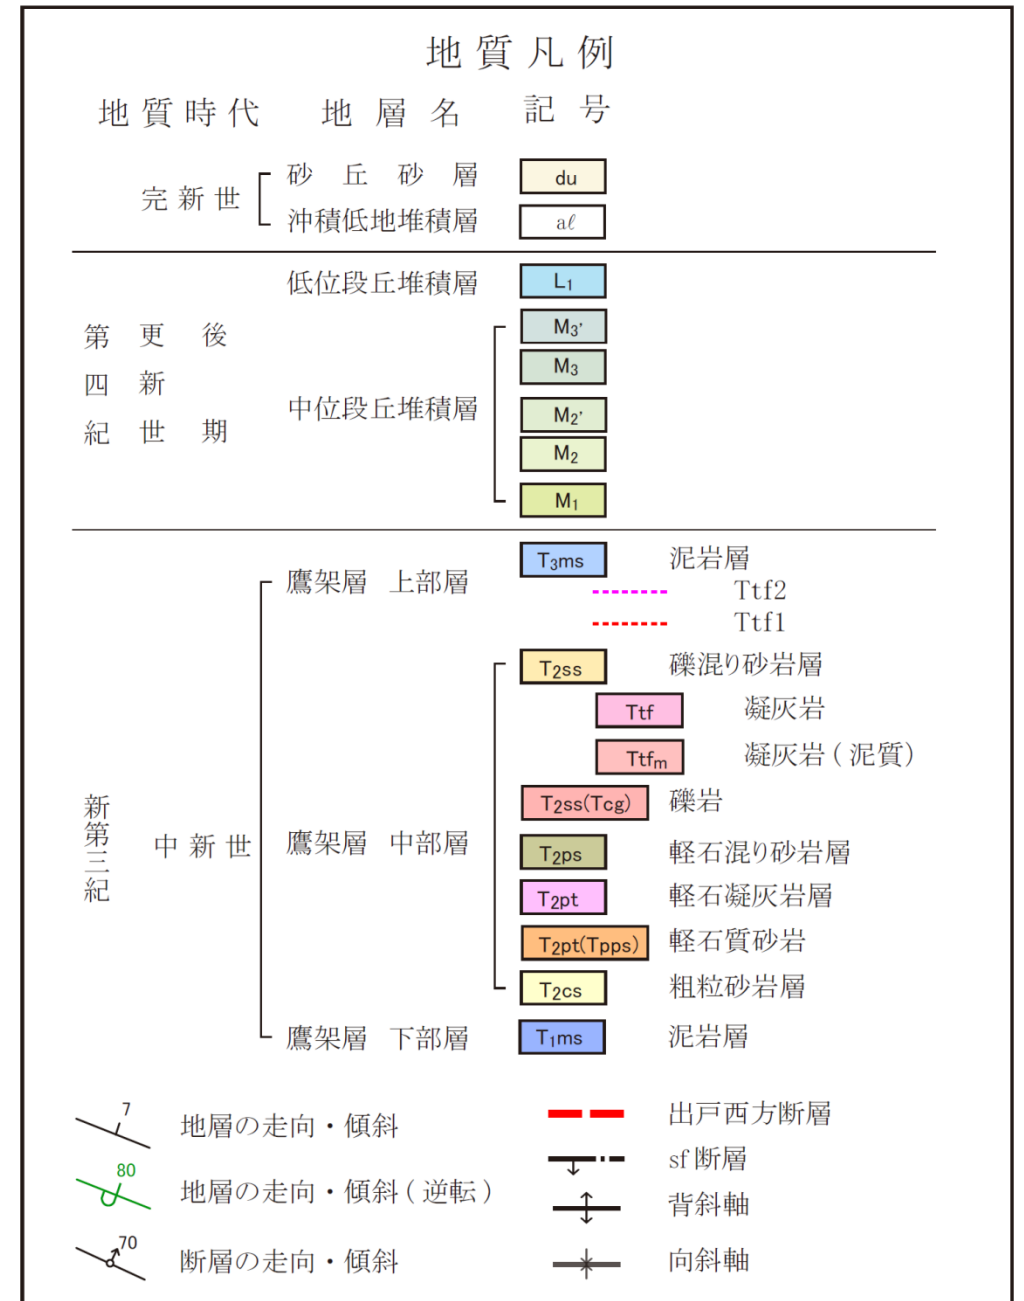 地質凡例
地質時代 地層名 記号
完新世
砂丘砂層 du
沖積低地堆積層 aℓ
第四紀 更新世 後期
低位段丘堆積層 L1
中位段丘堆積層
M3'
M3
M2'
M2
M1
新第三紀 中新世
鷹架層 上部層
T3ms 泥岩層
Ttf2
Ttf1
鷹架層 中部層
T2ss 礫混り砂岩層
Ttf 凝灰岩
Ttfm 凝灰岩(泥質)
T2ss(Tcg) 礫岩
T2ps 軽石混り砂岩層
T2pt 軽石凝灰岩層
T2pt(Tpps) 軽石質砂岩
T2cs 粗粒砂岩層
鷹架層 下部層 T1ms 泥岩層
7 地層の走向・傾斜
80 地層の走向・傾斜(逆転)
70 断層の走向・傾斜
出戸西方断層
sf断層
背斜軸
向斜軸